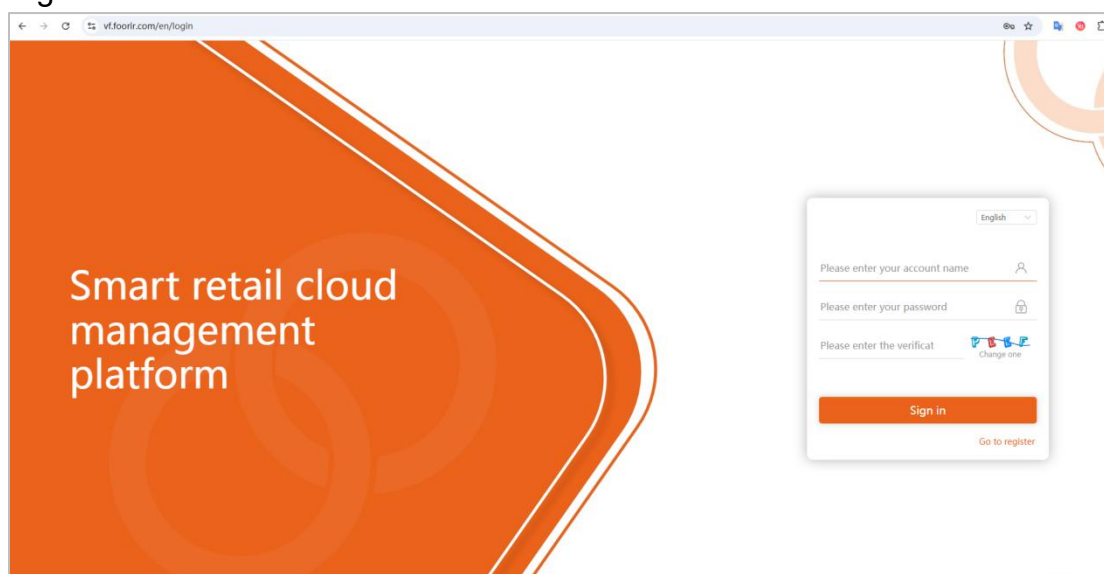 vf.foorir.com/en/login
English
Smart retail cloud
management
platform
Please enter your account name
Please enter your password
Please enter the verificat
Change one
Sign in
Go to register